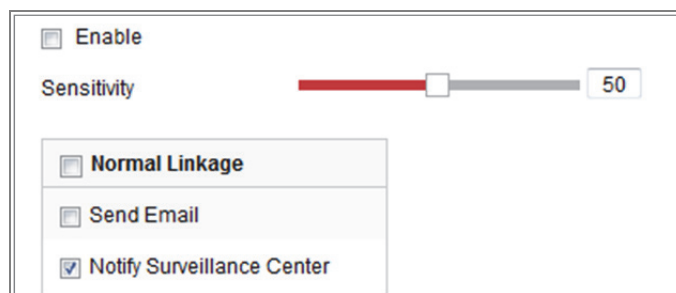 Enable
Sensitivity 50
Normal Linkage
Send Email
Notify Surveillance Center